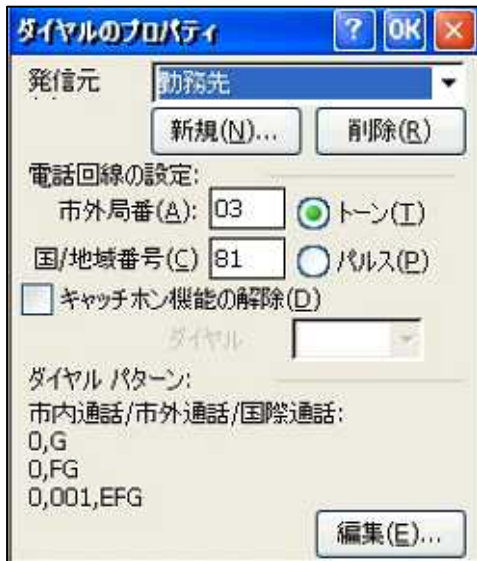 ダイヤルのプロパティ ? OK ×
発信元 勤務先
新規(N)... 削除(R)
電話回線の設定:
市外局番(A): 03 トーン(T)
国/地域番号(C) 81 パルス(P)
キャッチホン機能の解除(D)
ダイヤル
ダイヤル パターン:
市内通話/市外通話/国際通話:
0,G
0,FG
0,001,EFG
編集(E)...